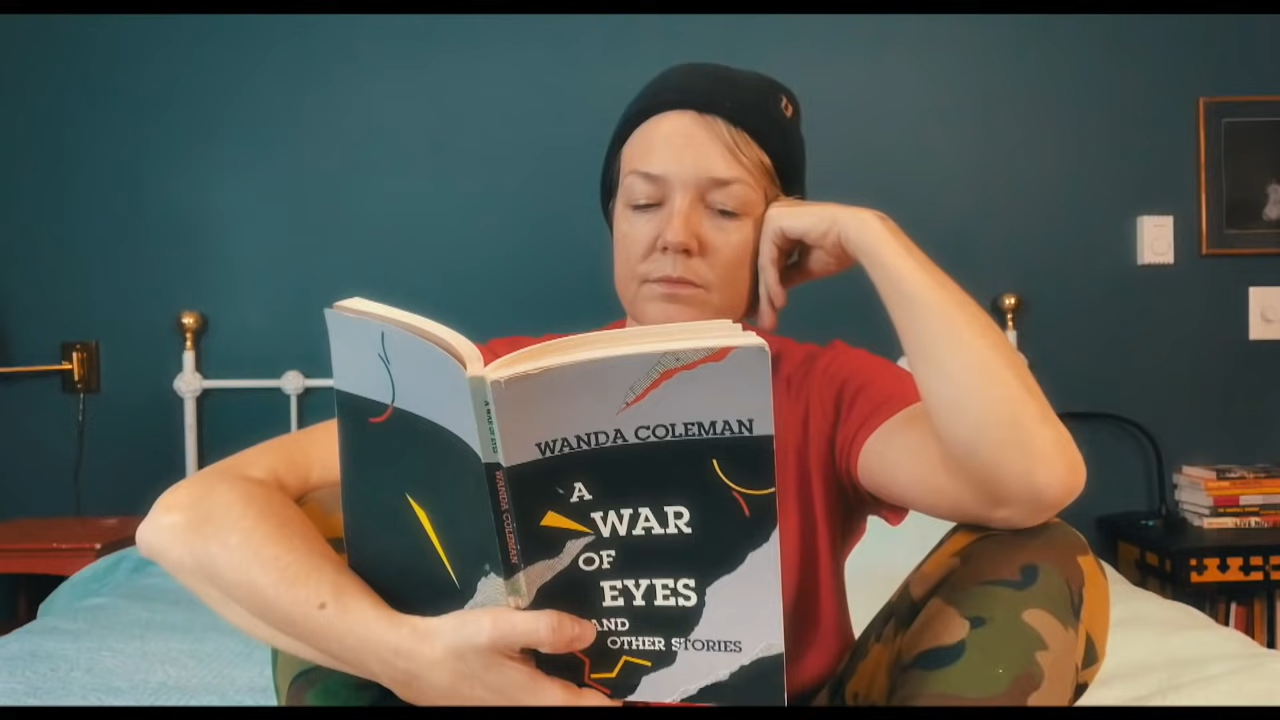 WANDA COLEMAN
A
WAR
OF
EYES
AND
OTHER STORIES
A WAR OF EYES
WANDA COLEMAN